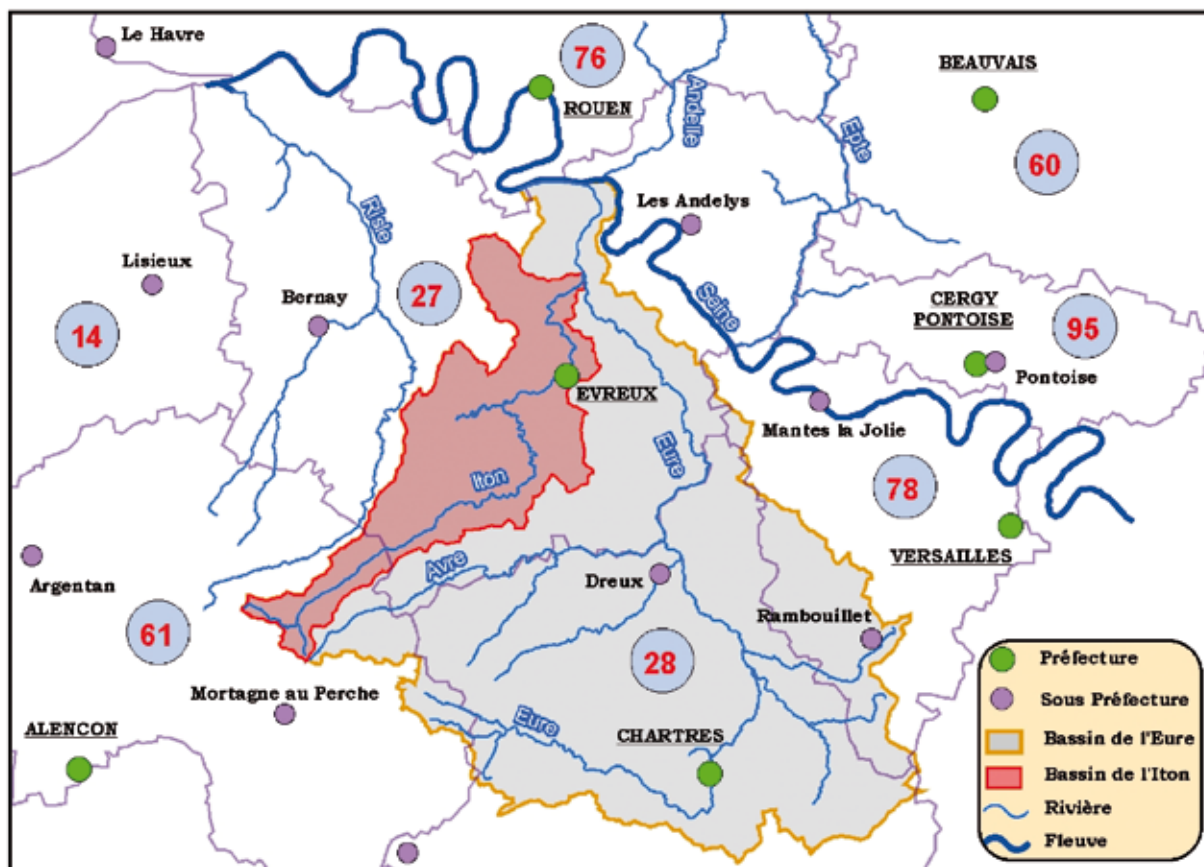 Le Havre
76
ROUEN
Andelle
BEAUVAIS
Epte
60
Risle
Les Andelys
Lisieux
Bernay
27
14
Seine
CERGY
PONTOISE
95
Pontoise
EVREUX
Mantes la Jolie
Eure
Iton
78
VERSAILLES
Argentan
Avre
Dreux
Rambouillet
61
28
Mortagne au Perche
ALENCON
Eure
CHARTRES
Préfecture
Sous Préfecture
Bassin de l'Eure
Bassin de l'Iton
Rivière
Fleuve